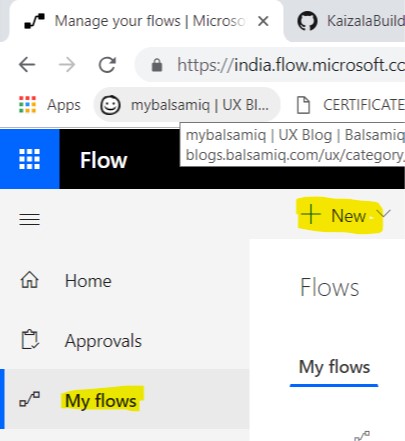 Manage your flows | Microso
KaizalaBuild
https://india.flow.microsoft.co
Apps
mybalsamiq | UX Bl...
CERTIFICATE
mybalsamiq | UX Blog | Balsamiq
blogs.balsamiq.com/ux/category,
Flow
New
Flows
Home
Approvals
My flows
My flows